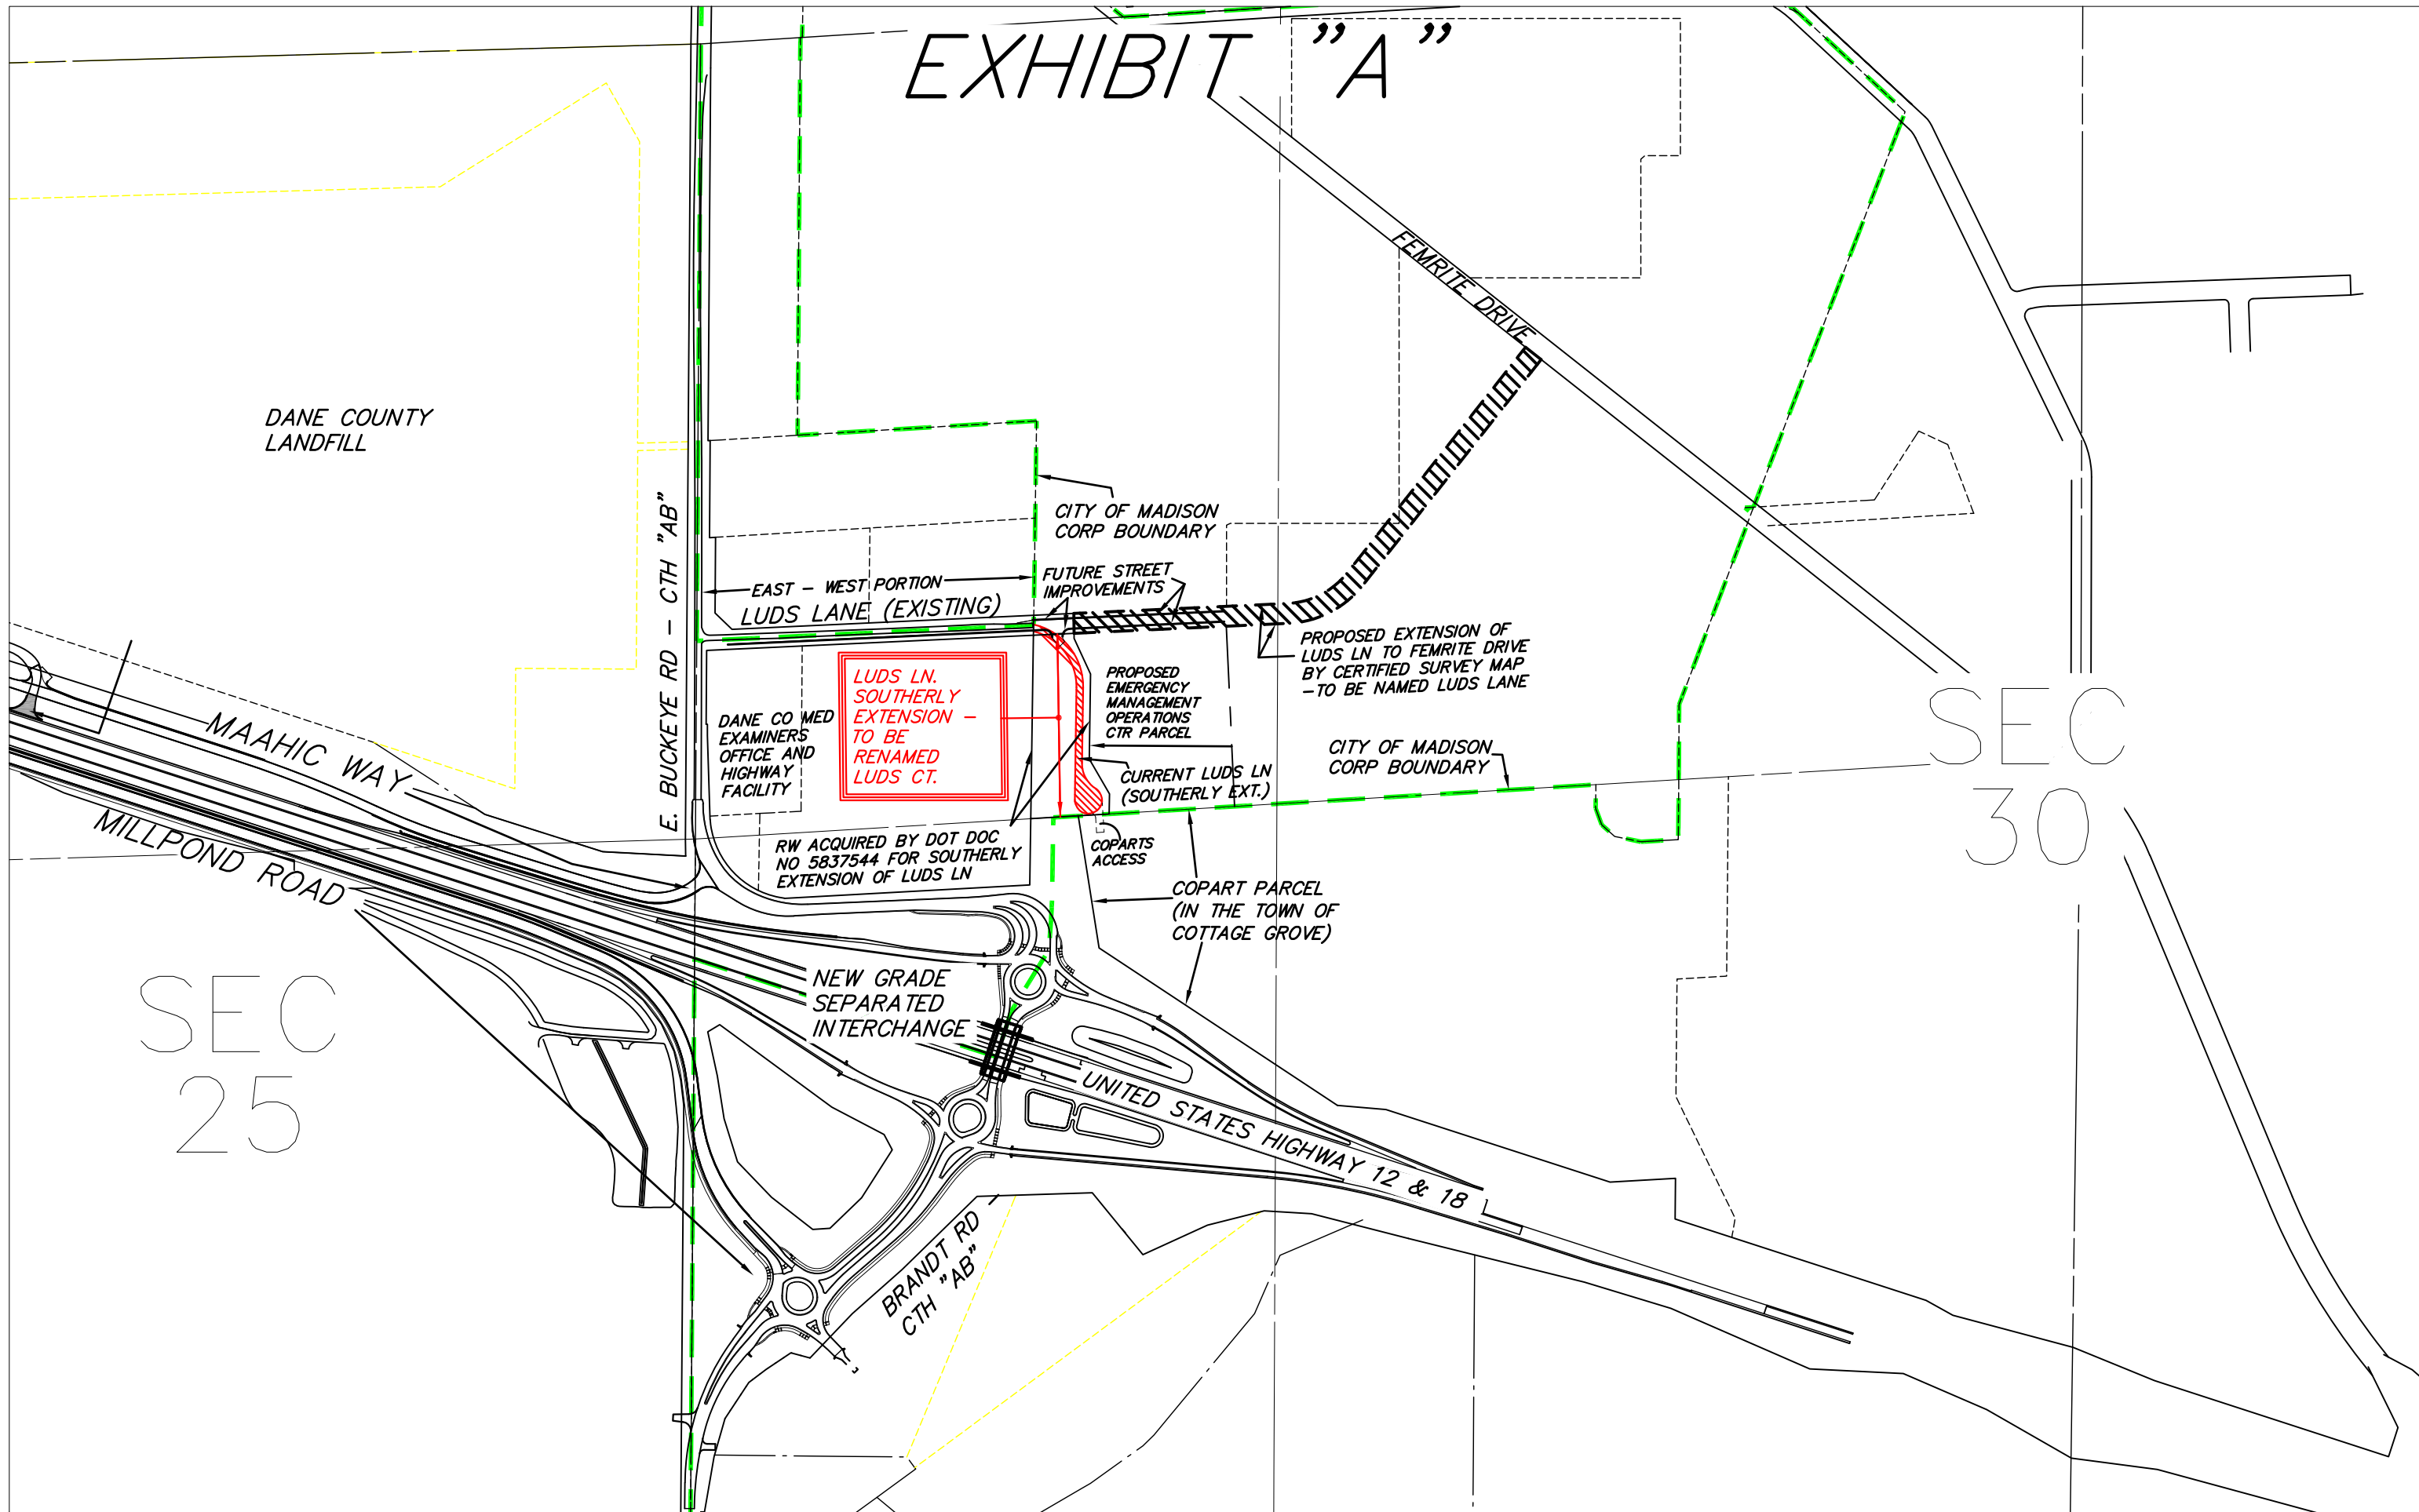 EXHIBIT "A"
FEMRITE DRIVE
DANE COUNTY
LANDFILL
E. BUCKEYE RD - CTH "AB"
CITY OF MADISON
CORP BOUNDARY
EAST - WEST PORTION
LUDS LANE (EXISTING)
FUTURE STREET
IMPROVEMENTS
PROPOSED EXTENSION OF
LUDS LN TO FEMRITE DRIVE
BY CERTIFIED SURVEY MAP
-TO BE NAMED LUDS LANE
LUDS LN.
SOUTHERLY
EXTENSION -
TO BE
RENAMED
LUDS CT.
PROPOSED
EMERGENCY
MANAGEMENT
OPERATIONS
CTR PARCEL
DANE CO MED
EXAMINERS
OFFICE AND
HIGHWAY
FACILITY
CURRENT LUDS LN
(SOUTHERLY EXT.)
CITY OF MADISON
CORP BOUNDARY
SEC
30
MAAHIC WAY
MILLPOND ROAD
RW ACQUIRED BY DOT DOC
NO 5837544 FOR SOUTHERLY
EXTENSION OF LUDS LN
COPARTS
ACCESS
COPART PARCEL
(IN THE TOWN OF
COTTAGE GROVE)
SEC
25
NEW GRADE
SEPARATED
INTERCHANGE
UNITED STATES HIGHWAY 12 & 18
BRANDT RD
CTH "AB"